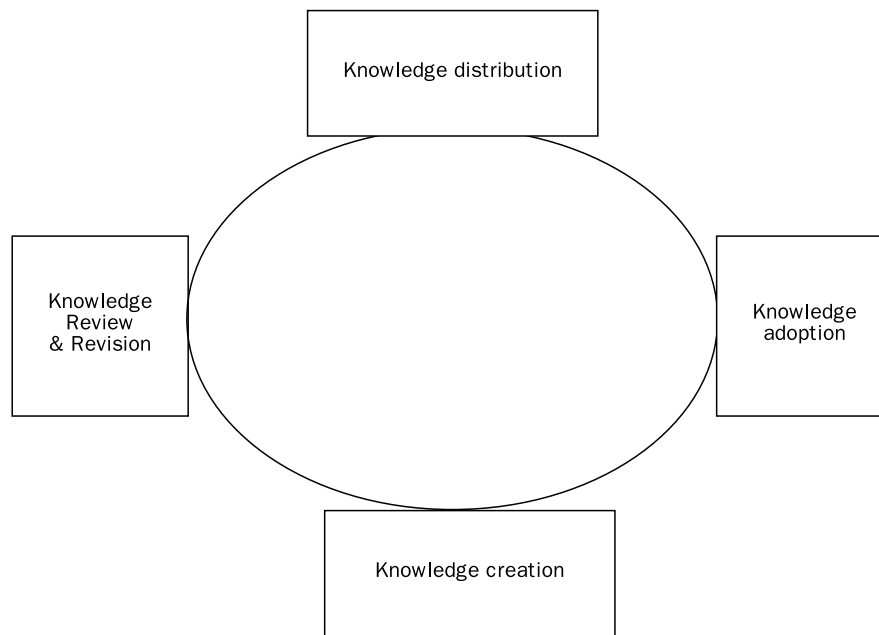 Knowledge distribution
Knowledge
Review
& Revision
Knowledge
adoption
Knowledge creation